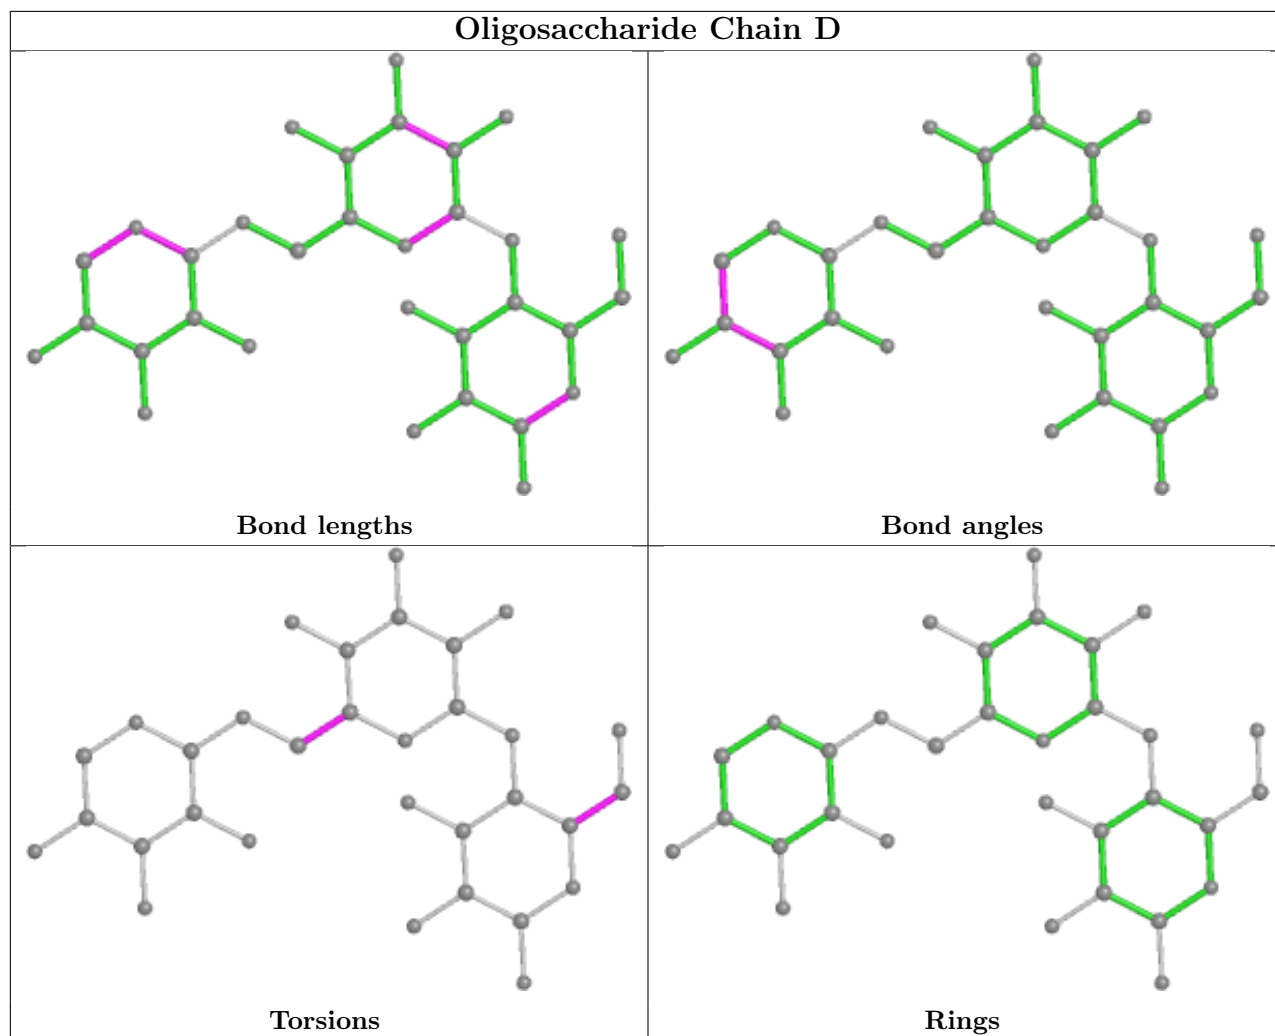 Oligosaccharide Chain D
Bond lengths
Bond angles
Torsions
Rings